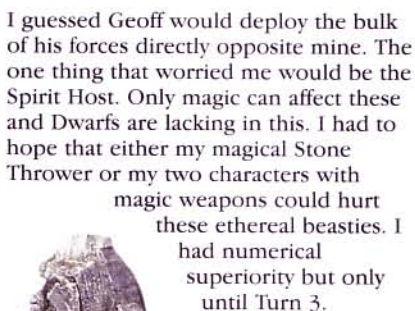 I guessed Geoff would deploy the bulk
of his forces directly opposite mine. The
one thing that worried me would be the
Spirit Host. Only magic can affect these
and Dwarfs are lacking in this. I had to
hope that either my magical Stone
Thrower or my two characters with
magic weapons could hurt
these ethereal beasties. I
had numerical
superiority but only
until Turn 3.